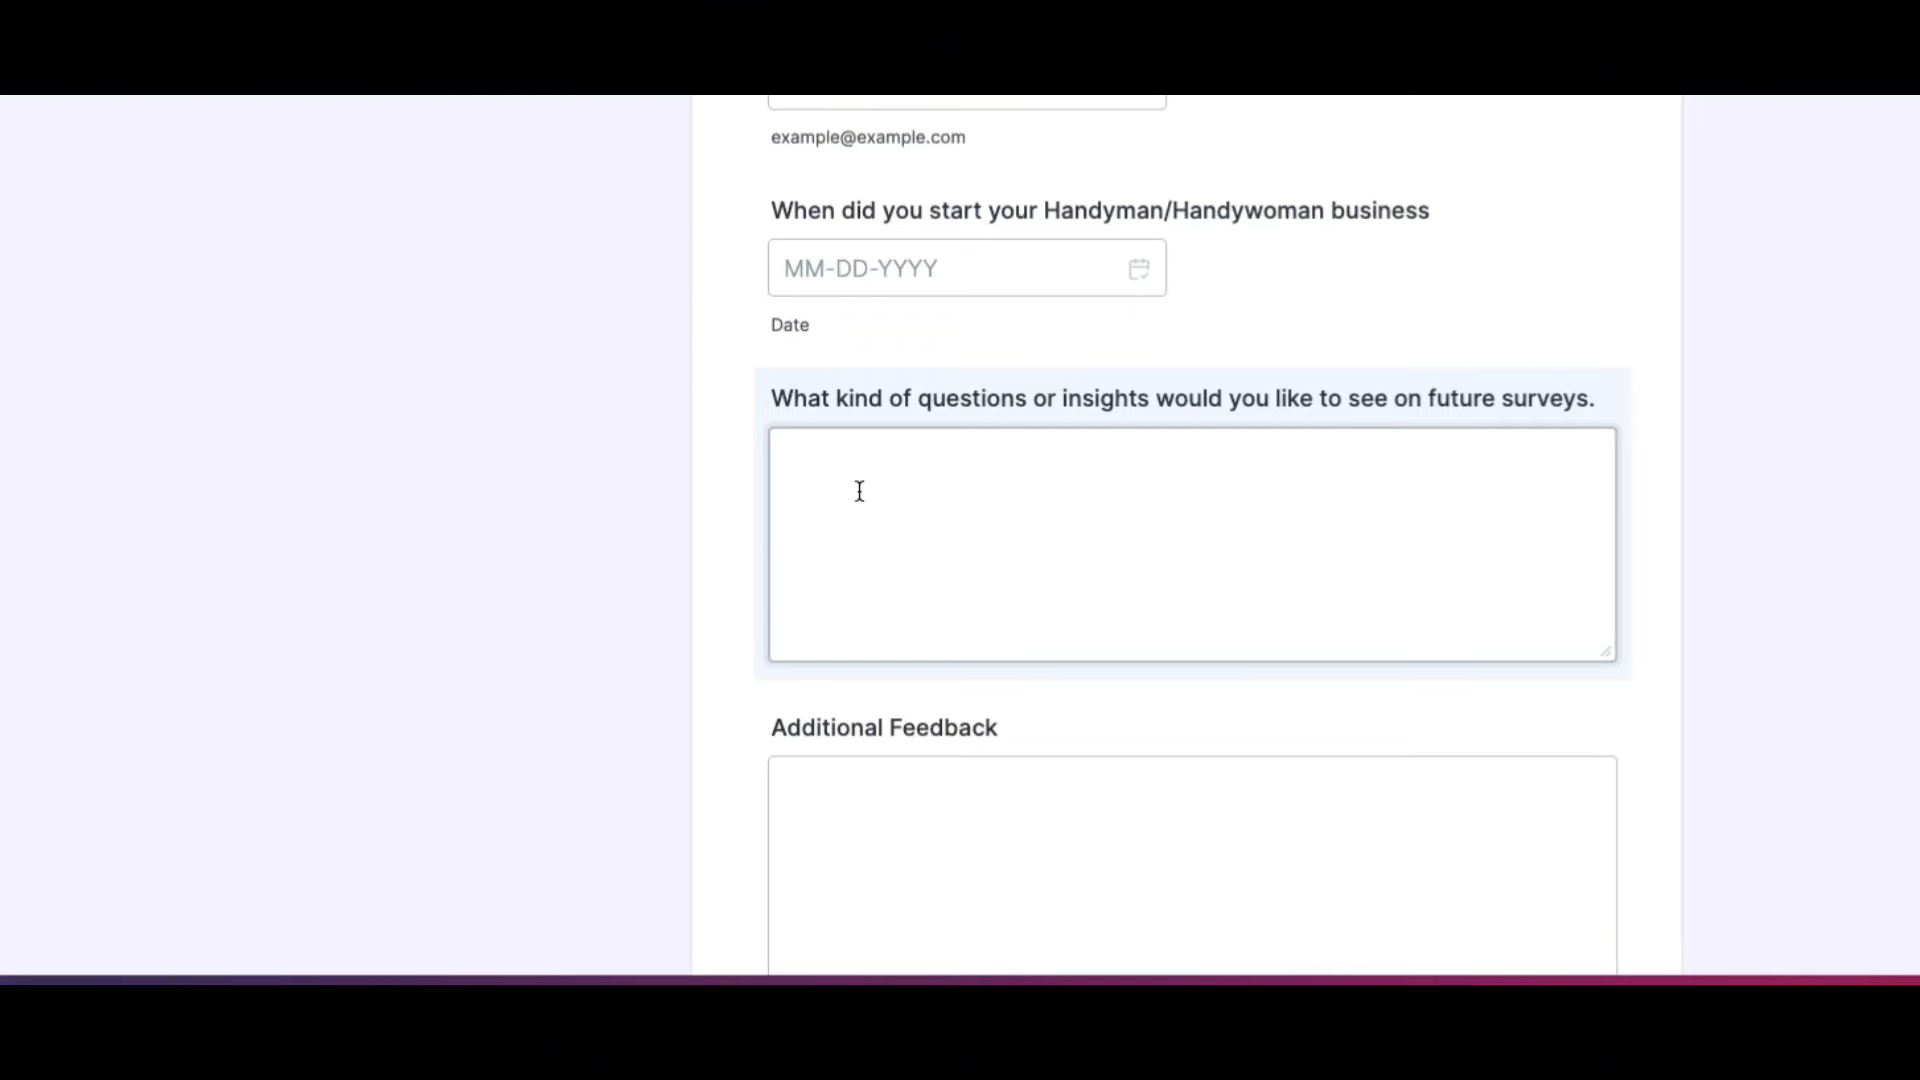 example@example.com
When did you start your Handyman/Handywoman business
MM-DD-YYYY
Date
What kind of questions or insights would you like to see on future surveys.
Additional Feedback